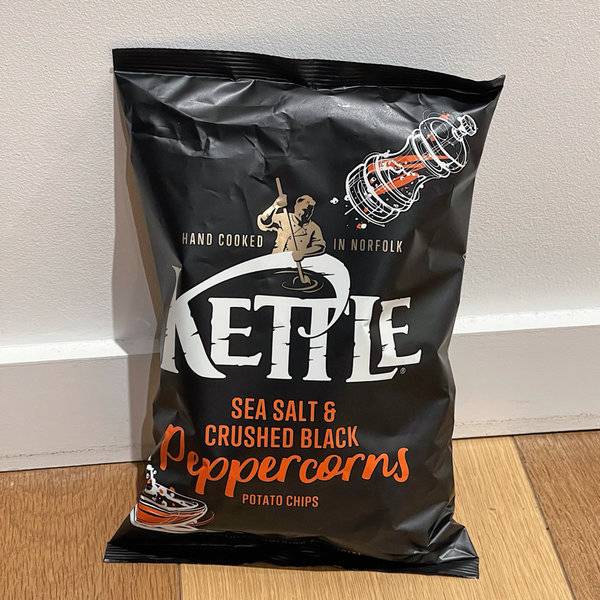 HAND COOKED IN NORFOLK
KETTLE®
SEA SALT &
CRUSHED BLACK
Peppercorns
POTATO CHIPS